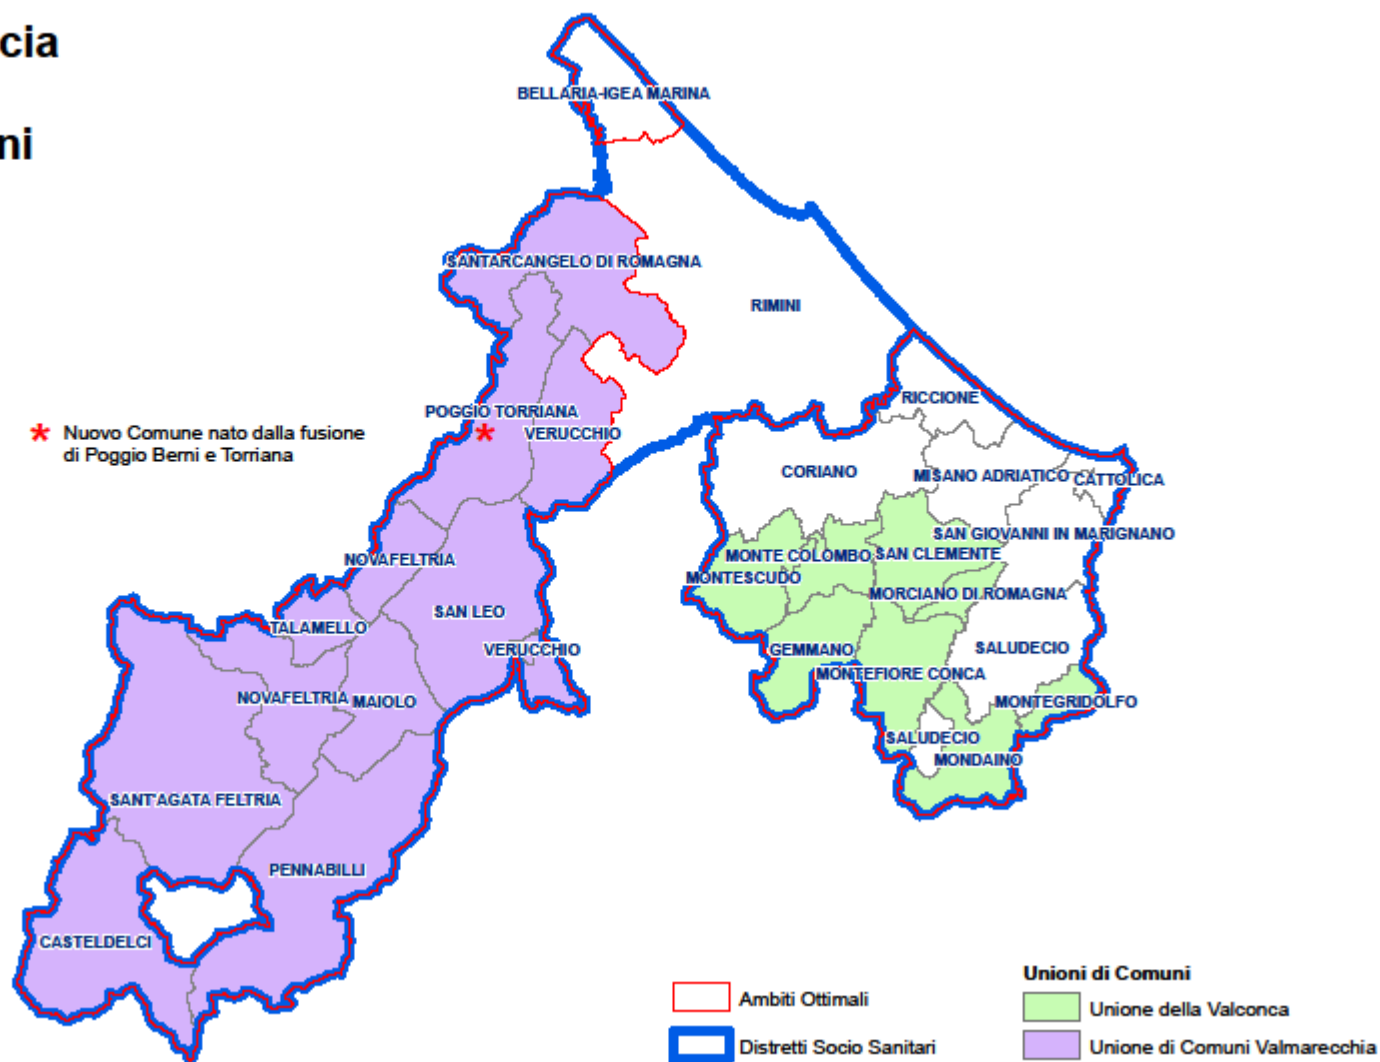 cia
ni
BELLARIA-IGEA MARINA
SANTARCANGELO DI ROMAGNA
RIMINI
RICCIONE
POGGIO TORRIANA
* Nuovo Comune nato dalla fusione
di Poggio Berni e Torriana
*
VERUCCHIO
CORIANO
MISANO ADRIATICO
CATTOLICA
SAN GIOVANNI IN MARIGNANO
NOVAFELTRIA
MONTE COLOMBO
SAN CLEMENTE
MONTESCUDO
MORCIANO DI ROMAGNA
SAN LEO
TALAMELLO
VERUCCHIO
GEMMANO
SALUDECIO
MONTEFIORE CONCA
NOVAFELTRIA
MAIOLO
MONTEGRIDOLFO
SALUDECIO
MONDAINO
SANT'AGATA FELTRIA
PENNABILLI
CASTELDELCI
Ambiti Ottimali
Distretti Socio Sanitari
Unioni di Comuni
Unione della Valconca
Unione di Comuni Valmarecchia